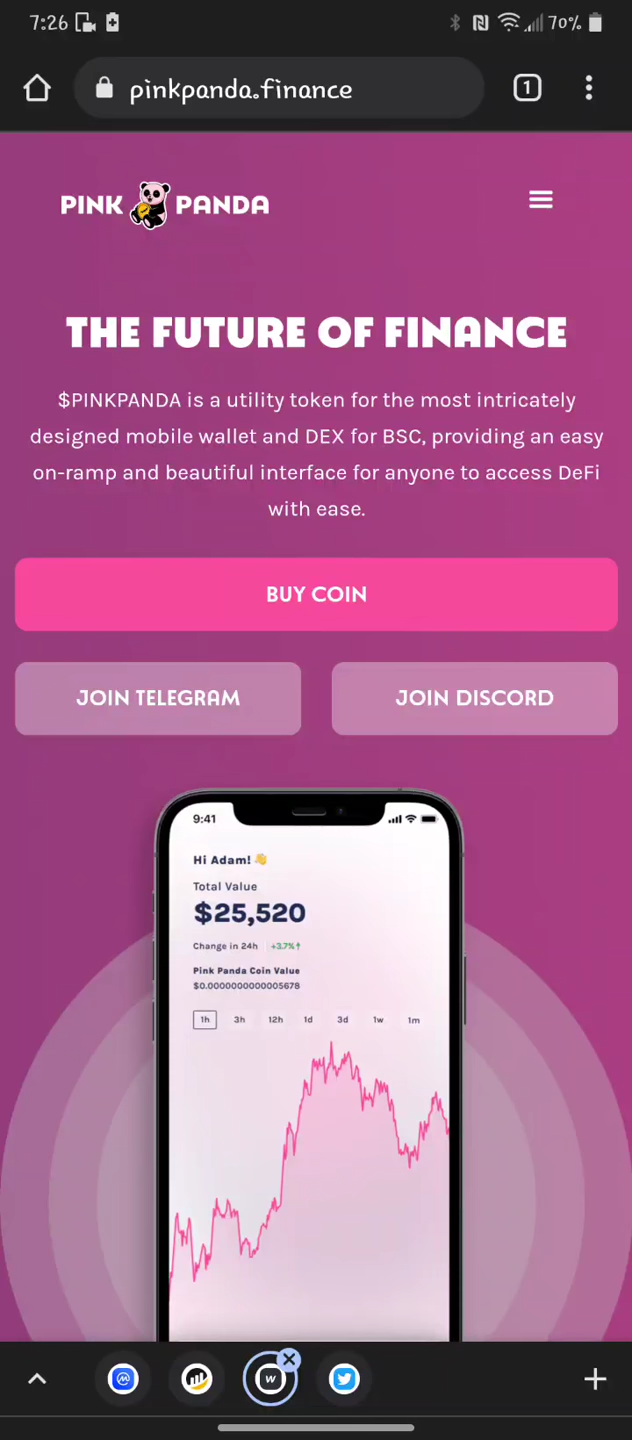 7:26
70%
pinkpanda.finance
1
PINK PANDA
THE FUTURE OF FINANCE
$PINKPANDA is a utility token for the most intricately
designed mobile wallet and DEX for BSC, providing an easy
on-ramp and beautiful interface for anyone to access DeFi
with ease.
BUY COIN
JOIN TELEGRAM
JOIN DISCORD
9:41
Hi Adam! 👋
Total Value
$25,520
Change in 24h +3.7%↑
Pink Panda Coin Value
$0.0000000000005678
1h 3h 12h 1d 3d 1w 1m
W